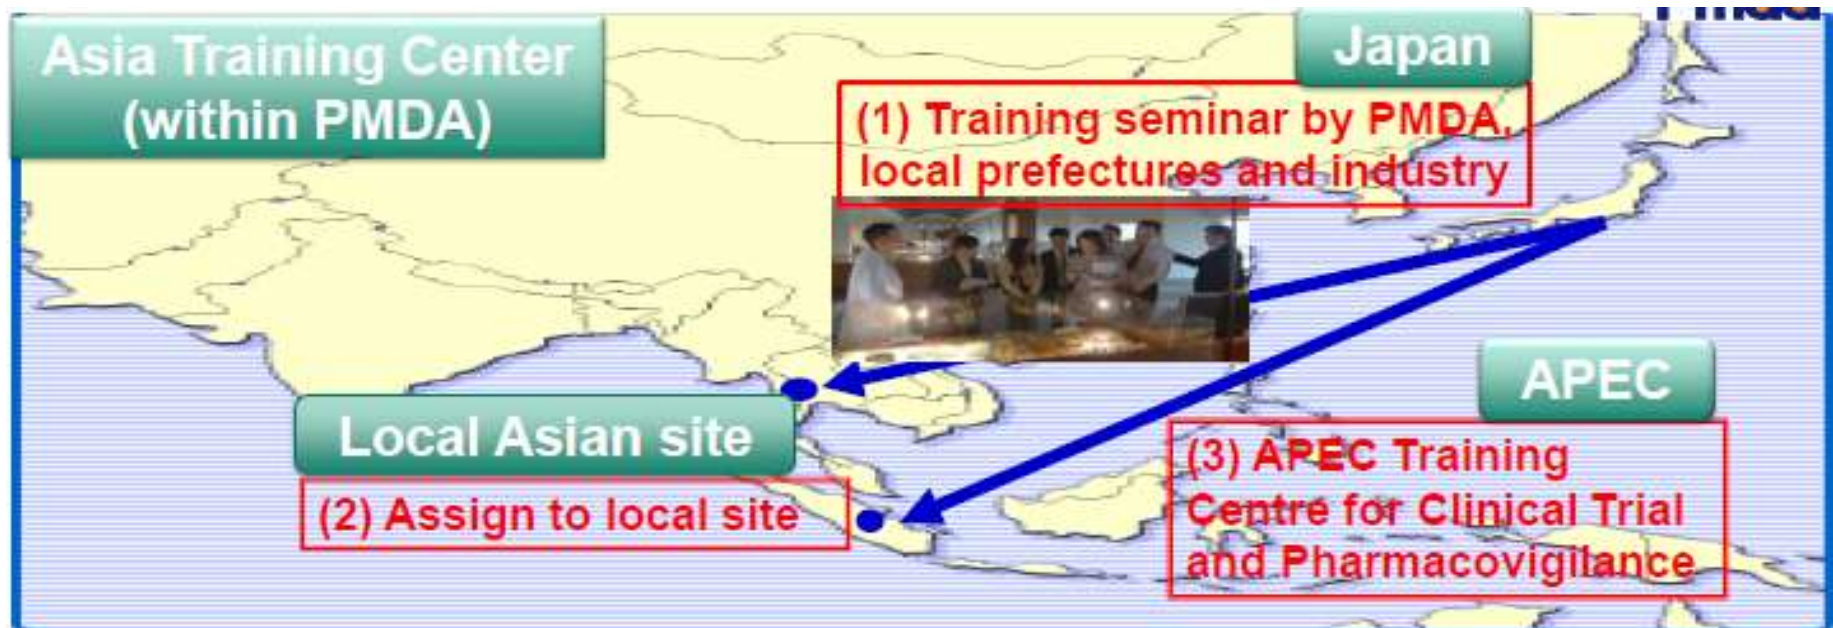 Asia Training Center
(within PMDA)
Japan
(1) Training seminar by PMDA,
local prefectures and industry
Local Asian site
(2) Assign to local site
APEC
(3) APEC Training
Centre for Clinical Trial
and Pharmacovigilance